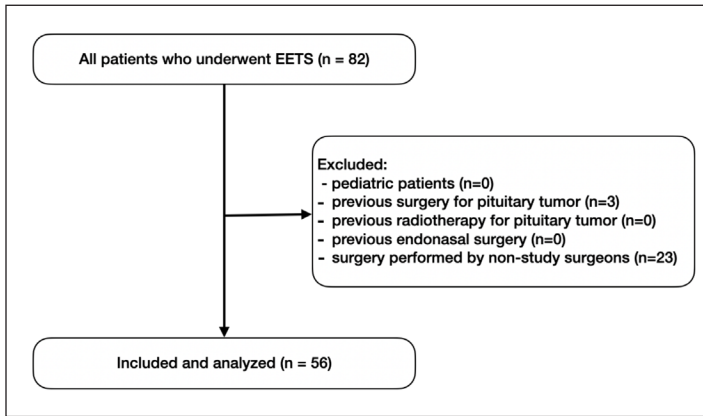 All patients who underwent EETS (n = 82)
Excluded:
- pediatric patients (n=0)
- previous surgery for pituitary tumor (n=3)
- previous radiotherapy for pituitary tumor (n=0)
- previous endonasal surgery (n=0)
- surgery performed by non-study surgeons (n=23)
Included and analyzed (n = 56)